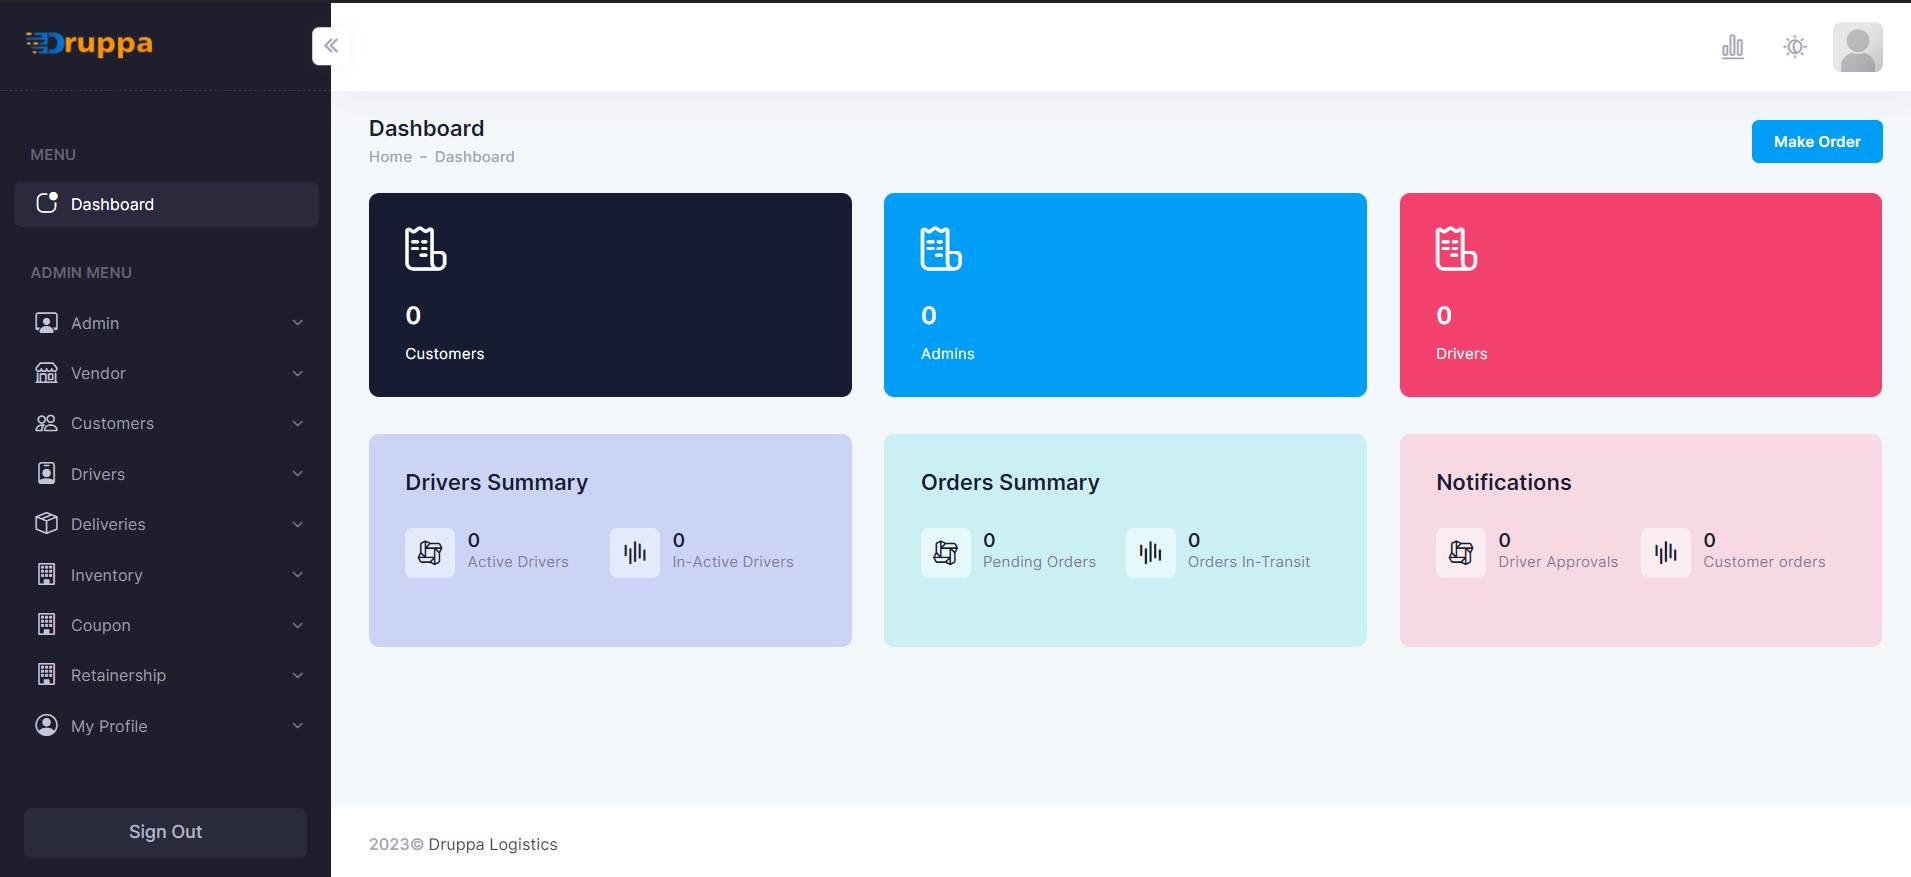 Druppa
MENU
Dashboard
ADMIN MENU
Admin
Vendor
Customers
Drivers
Deliveries
Inventory
Coupon
Retainership
My Profile
Sign Out
Dashboard
Home - Dashboard
Make Order
0
Customers
0
Admins
0
Drivers
Drivers Summary
0
Active Drivers
0
In-Active Drivers
Orders Summary
0
Pending Orders
0
Orders In-Transit
Notifications
0
Driver Approvals
0
Customer orders
2023© Druppa Logistics